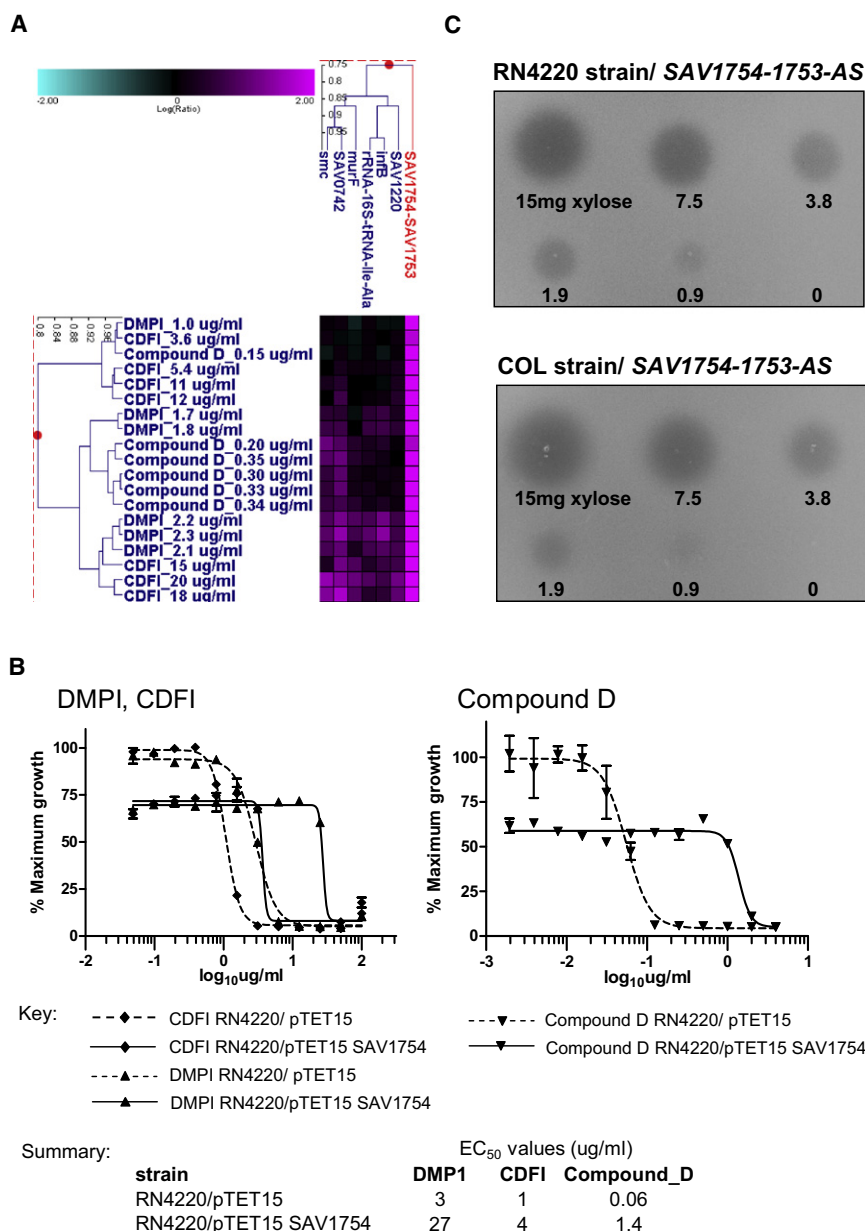 A
-2.00
0
2.00
Log(Ratio)
0.75
0.8
0.85
0.9
0.95
smc
SAV0742
murF
rRNA-16S-tRNA-Ile-Ala
infB
SAV1220
SAV1754-SAV1753
0.8
0.84
0.88
0.92
0.96
DMPI_1.0 ug/ml
CDFI_3.6 ug/ml
Compound D_0.15 ug/ml
CDFI_5.4 ug/ml
CDFI_11 ug/ml
CDFI_12 ug/ml
DMPI_1.7 ug/ml
DMPI_1.8 ug/ml
Compound D_0.20 ug/ml
Compound D_0.35 ug/ml
Compound D_0.30 ug/ml
Compound D_0.33 ug/ml
Compound D_0.34 ug/ml
DMPI_2.2 ug/ml
DMPI_2.3 ug/ml
DMPI_2.1 ug/ml
CDFI_15 ug/ml
CDFI_20 ug/ml
CDFI_18 ug/ml
C
RN4220 strain/ SAV1754-1753-AS
15mg xylose 7.5 3.8
1.9 0.9 0
COL strain/ SAV1754-1753-AS
15mg xylose 7.5 3.8
1.9 0.9 0
B
DMPI, CDFI
% Maximum growth
100
75
50
25
0
-2 -1 0 1 2
log10ug/ml
Compound D
% Maximum growth
100
75
50
25
0
-3 -2 -1 0 1
log10ug/ml
Key:
CDFI RN4220/ pTET15
CDFI RN4220/pTET15 SAV1754
DMPI RN4220/ pTET15
DMPI RN4220/pTET15 SAV1754
Compound D RN4220/ pTET15
Compound D RN4220/pTET15 SAV1754
Summary: EC50 values (ug/ml)
strain DMP1 CDFI Compound_D
RN4220/pTET15 3 1 0.06
RN4220/pTET15 SAV1754 27 4 1.4